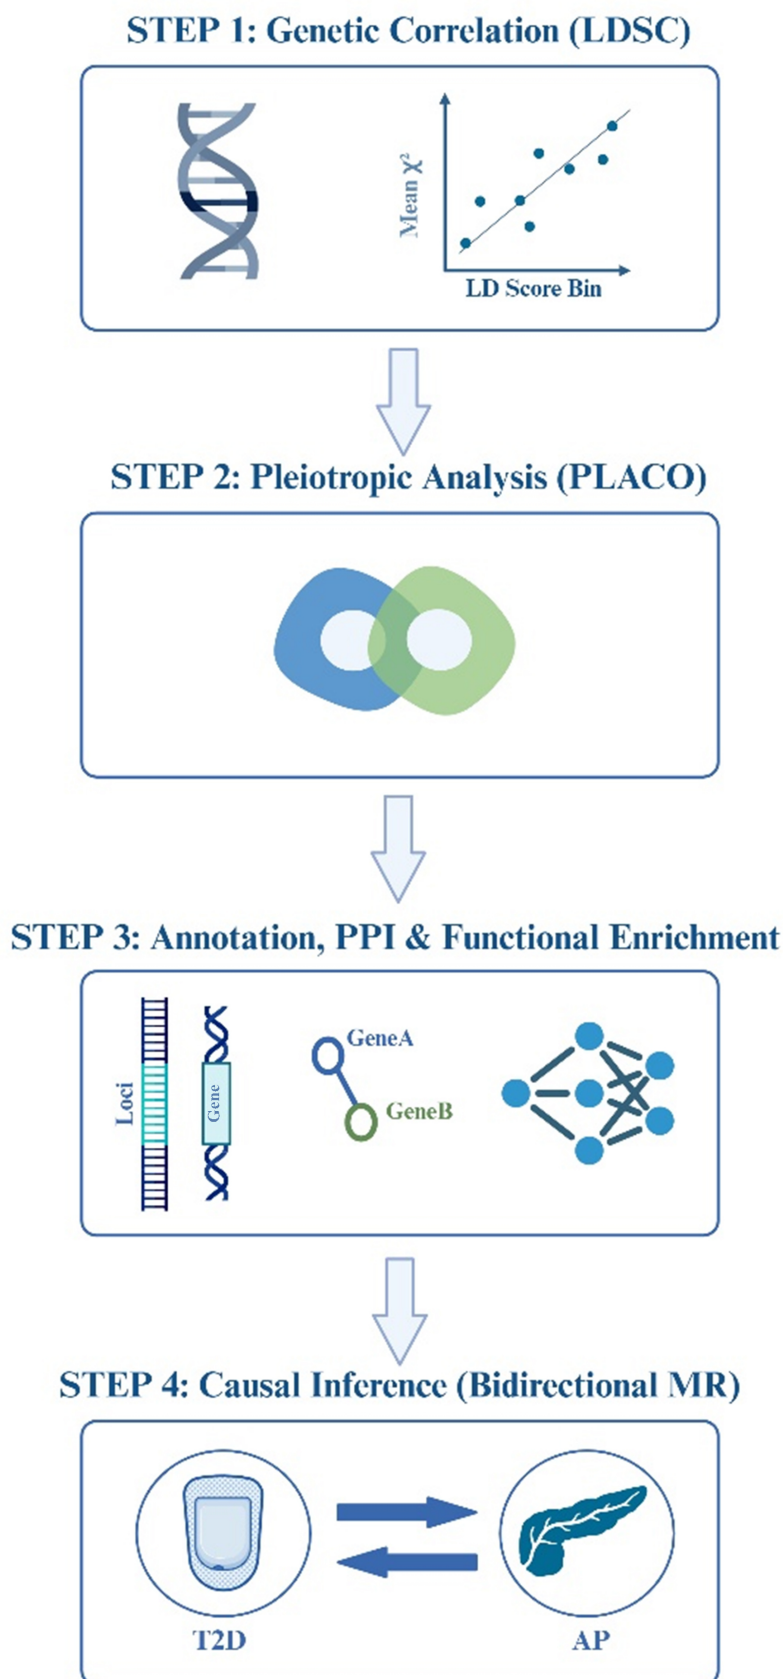 STEP 1: Genetic Correlation (LDSC)
Mean χ²
LD Score Bin
STEP 2: Pleiotropic Analysis (PLACO)
STEP 3: Annotation, PPI & Functional Enrichment
Loci
Gene
GeneA
GeneB
STEP 4: Causal Inference (Bidirectional MR)
T2D
AP